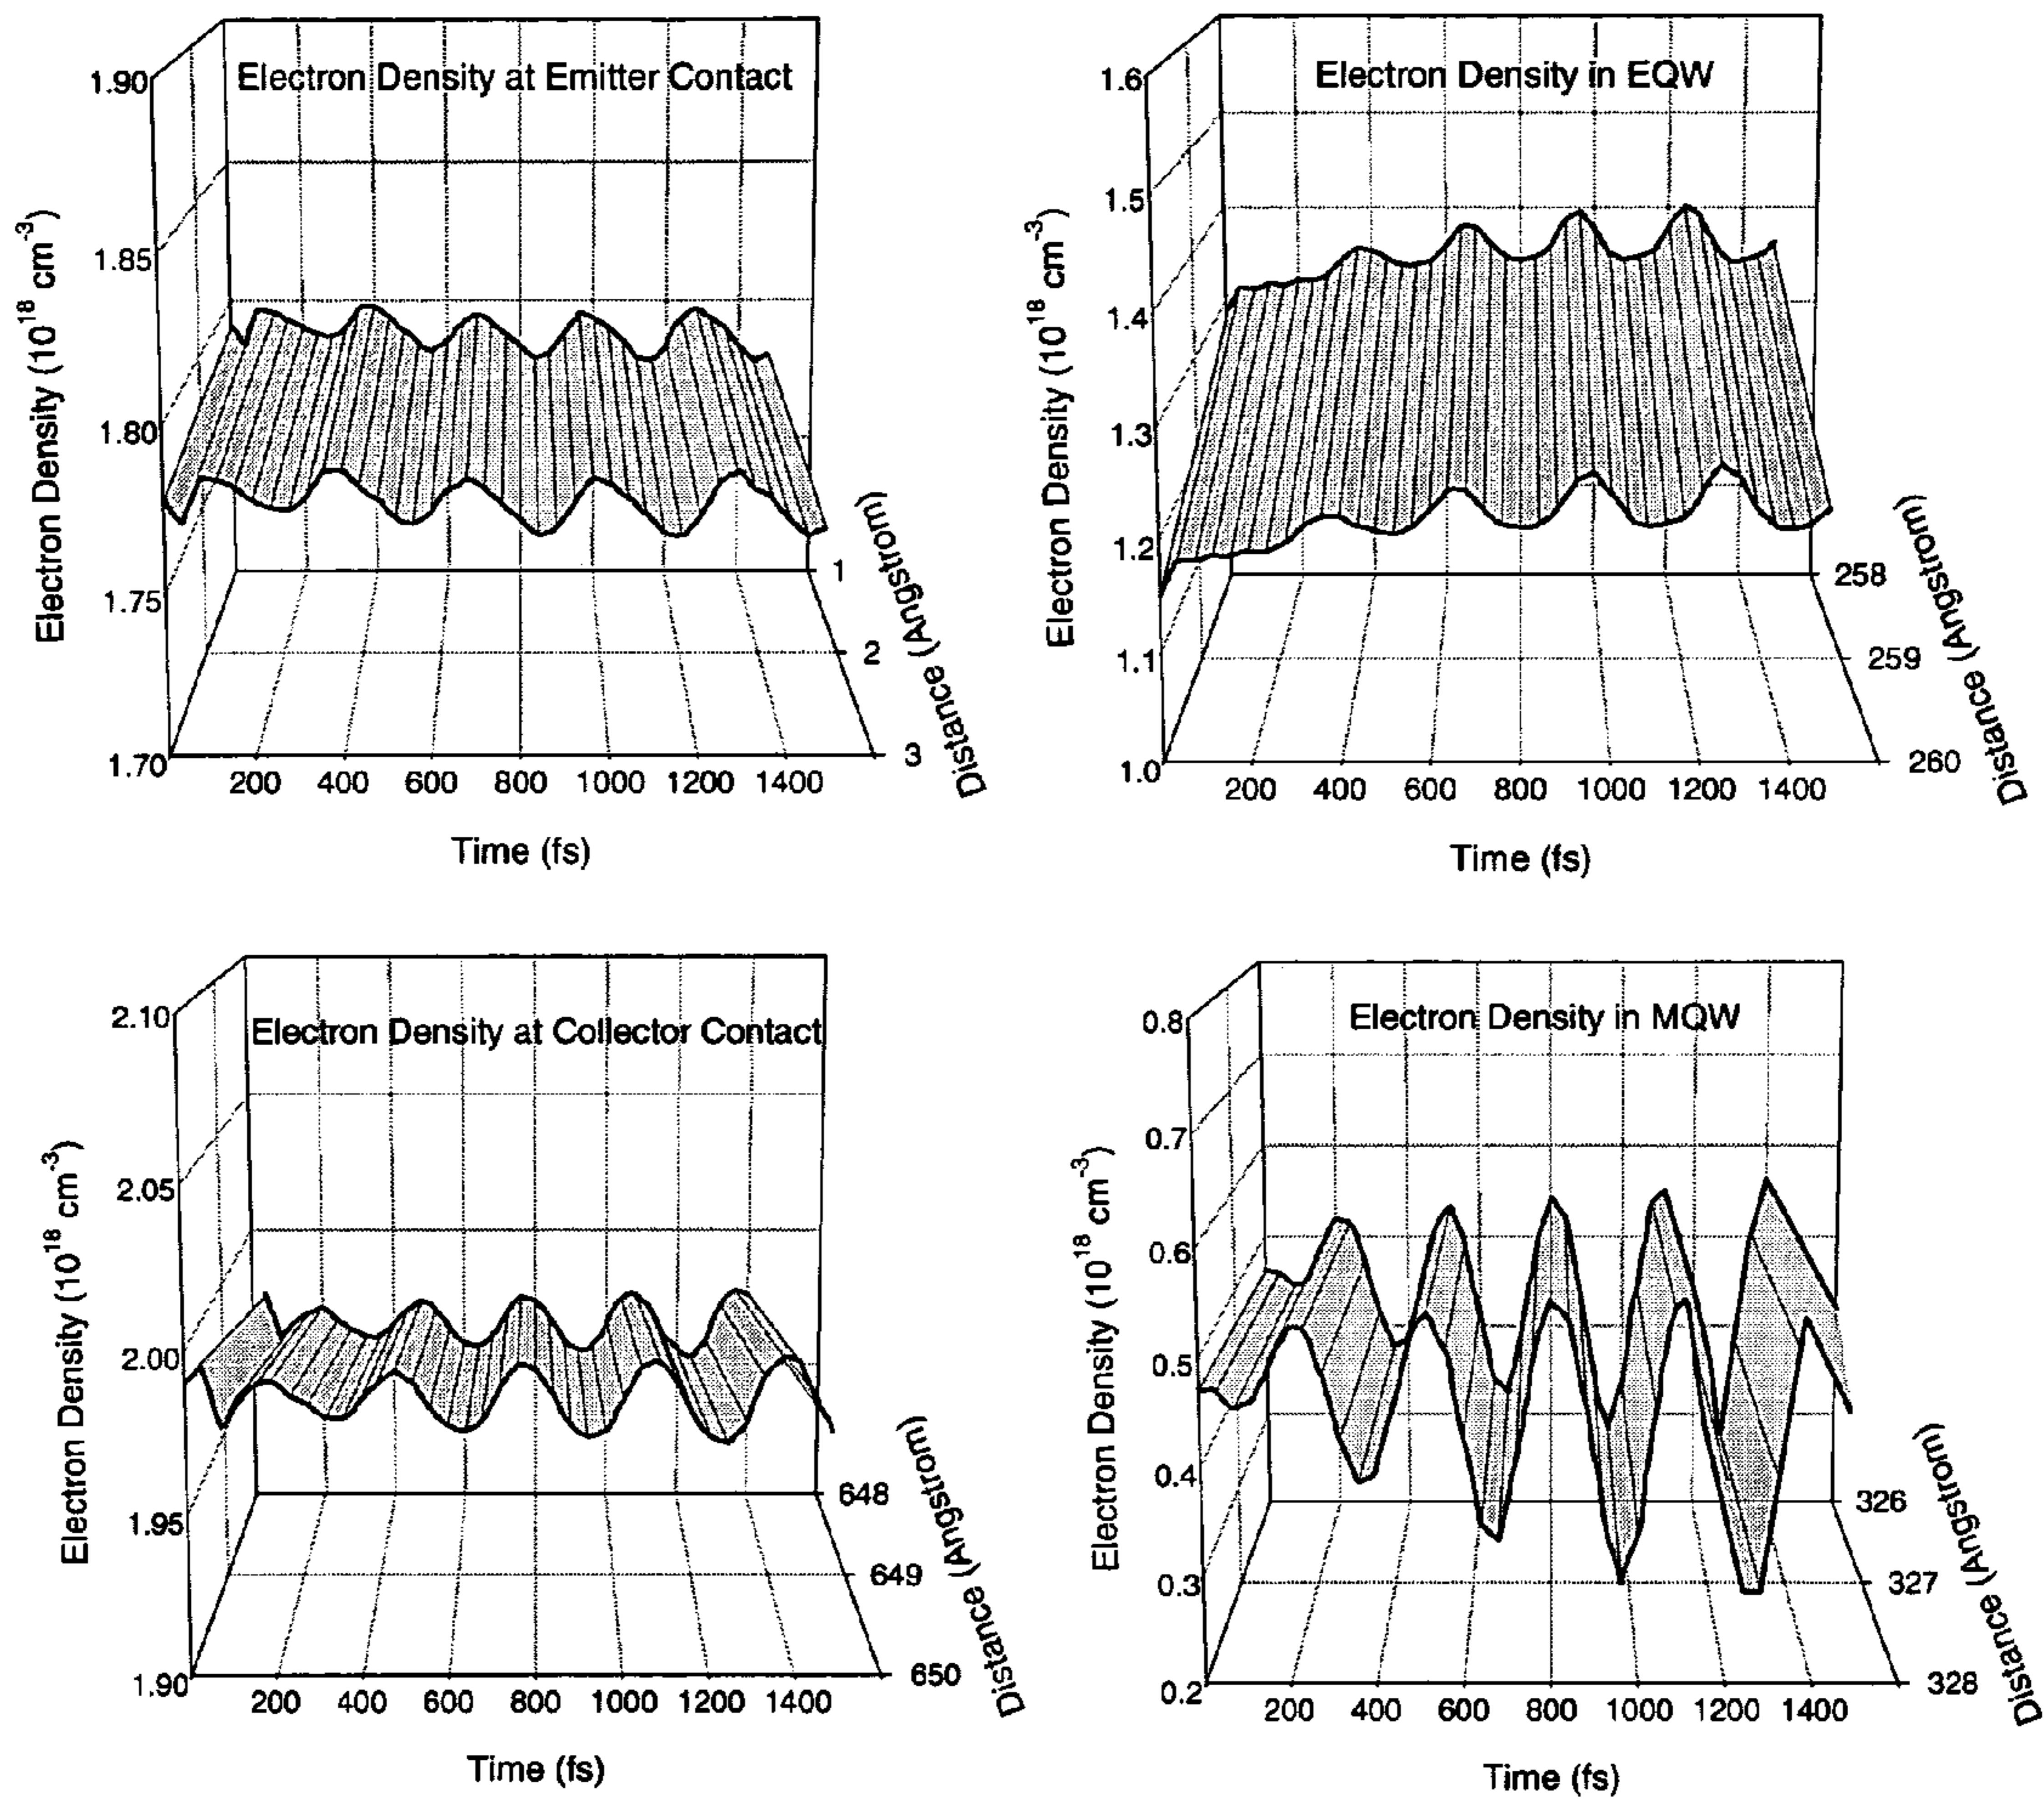 Electron Density at Emitter Contact
Electron Density (10^18 cm^-3)
1.90
1.85
1.80
1.75
1.70
200 400 600 800 1000 1200 1400
Time (fs)
1
2
3
Distance (Angstrom)
Electron Density in EQW
Electron Density (10^18 cm^-3)
1.6
1.5
1.4
1.3
1.2
1.1
1.0
200 400 600 800 1000 1200 1400
Time (fs)
258
259
260
Distance (Angstrom)
Electron Density at Collector Contact
Electron Density (10^18 cm^-3)
2.10
2.05
2.00
1.95
1.90
200 400 600 800 1000 1200 1400
Time (fs)
648
649
650
Distance (Angstrom)
Electron Density in MQW
Electron Density (10^18 cm^-3)
0.8
0.7
0.6
0.5
0.4
0.3
0.2
200 400 600 800 1000 1200 1400
Time (fs)
326
327
328
Distance (Angstrom)